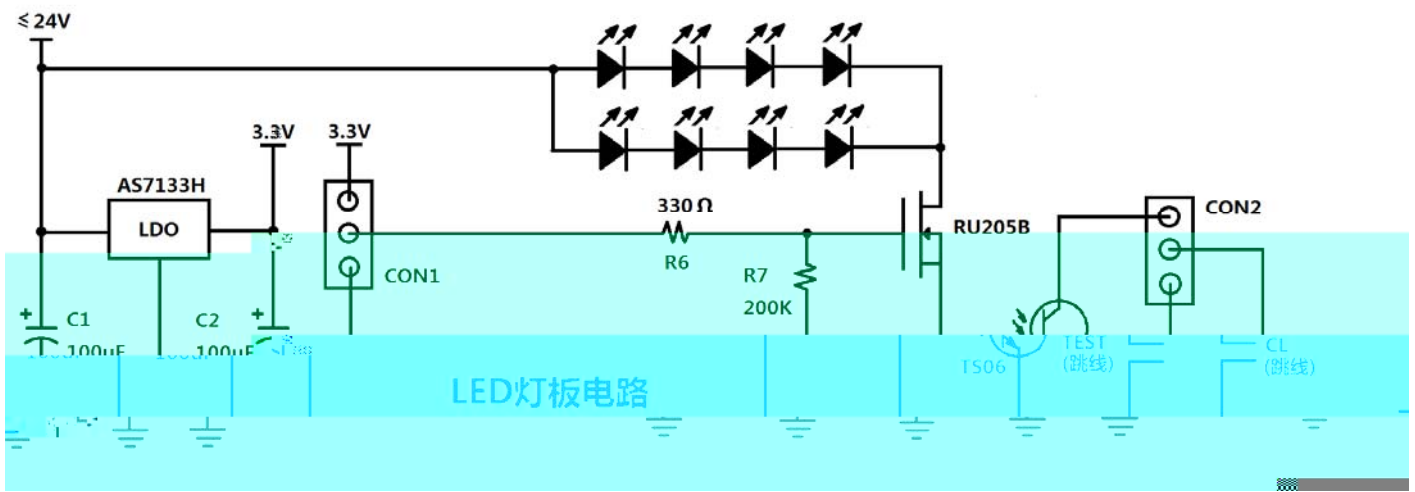 ≤24V
3.3V
3.3V
AS7133H
LDO
CON1
330Ω
R6
R7
200K
RU205B
CON2
C1
100uF
C2
100uF
TS06
TEST
(跳线)
CL
(跳线)
LED灯板电路